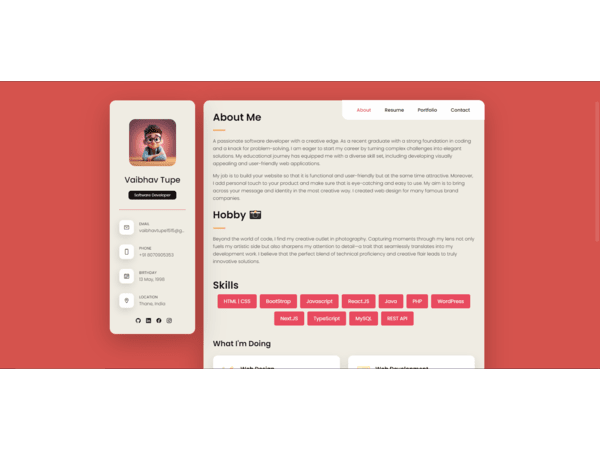 Vaibhav Tupe
Software Developer
EMAIL
PHONE
BIRTHDAY
12 May, 1998
LOCATION
Thane, India
About
Resume
Portfolio
Contact
About Me
A passionate software developer with a creative edge. As a recent graduate with a strong foundation in coding
and a knack for problem-solving, I am eager to start my career by turning complex challenges into elegant
solutions. My educational journey has equipped me with a diverse skill set, including developing visually
appealing and user-friendly web applications.
My job is to build your website so that it is functional and user-friendly but at the same time attractive. Moreover,
I add personal touch to your product and make sure that is eye-catching and easy to use. My aim is to bring
across your message and identity in the most creative way. I created web design for many famous brand
companies.
Hobby
Beyond the world of code, I find my creative outlet in photography. Capturing moments through my lens not only
fuels my artistic side but also sharpens my attention to detail—a trait that seamlessly translates into my
development work. I believe that the perfect blend of technical proficiency and creative flair leads to truly
innovative solutions.
Skills
HTML | CSS
BootStrap
Javascript
ReactJS
Java
PHP
WordPress
Next.JS
TypeScript
MySQL
REST API
What I'm Doing
Web Design
Web Development